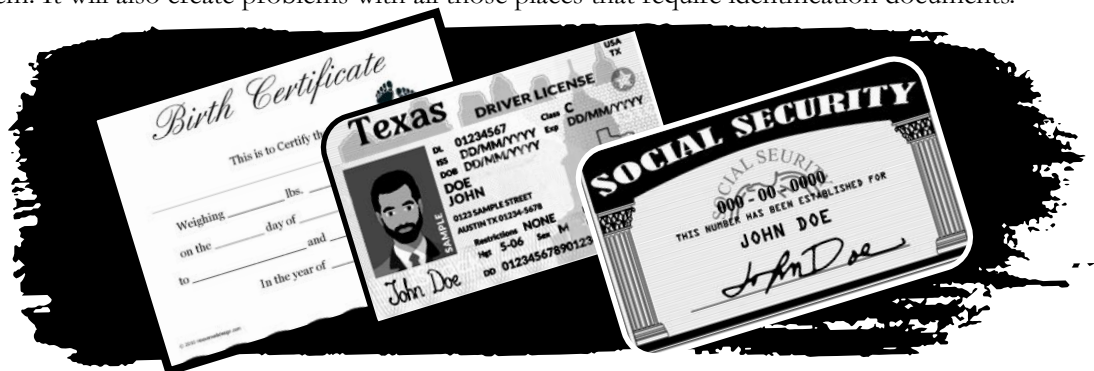 em. It will also create problems with all those places that require identification documents.
Birth Certificate
This is to Certify th
Weighing lbs.
on the day of
to and
In the year of
Texas
DRIVER LICENSE
USA
TX
DL 01234567 Class C
ISS DD/MM/YYYY Exp DD/MM/YYYY
DOB DD/MM/YYYY
DOE
JOHN
0123 SAMPLE STREET
AUSTIN TX 01234-5678
Restrictions NONE
Hgt 5-06 Sex M
DD 01234567890123
SAMPLE
John Doe
SOCIAL SECURITY
SOCIAL SECURITY
000-00-0000
THIS NUMBER HAS BEEN ESTABLISHED FOR
JOHN DOE
John Doe